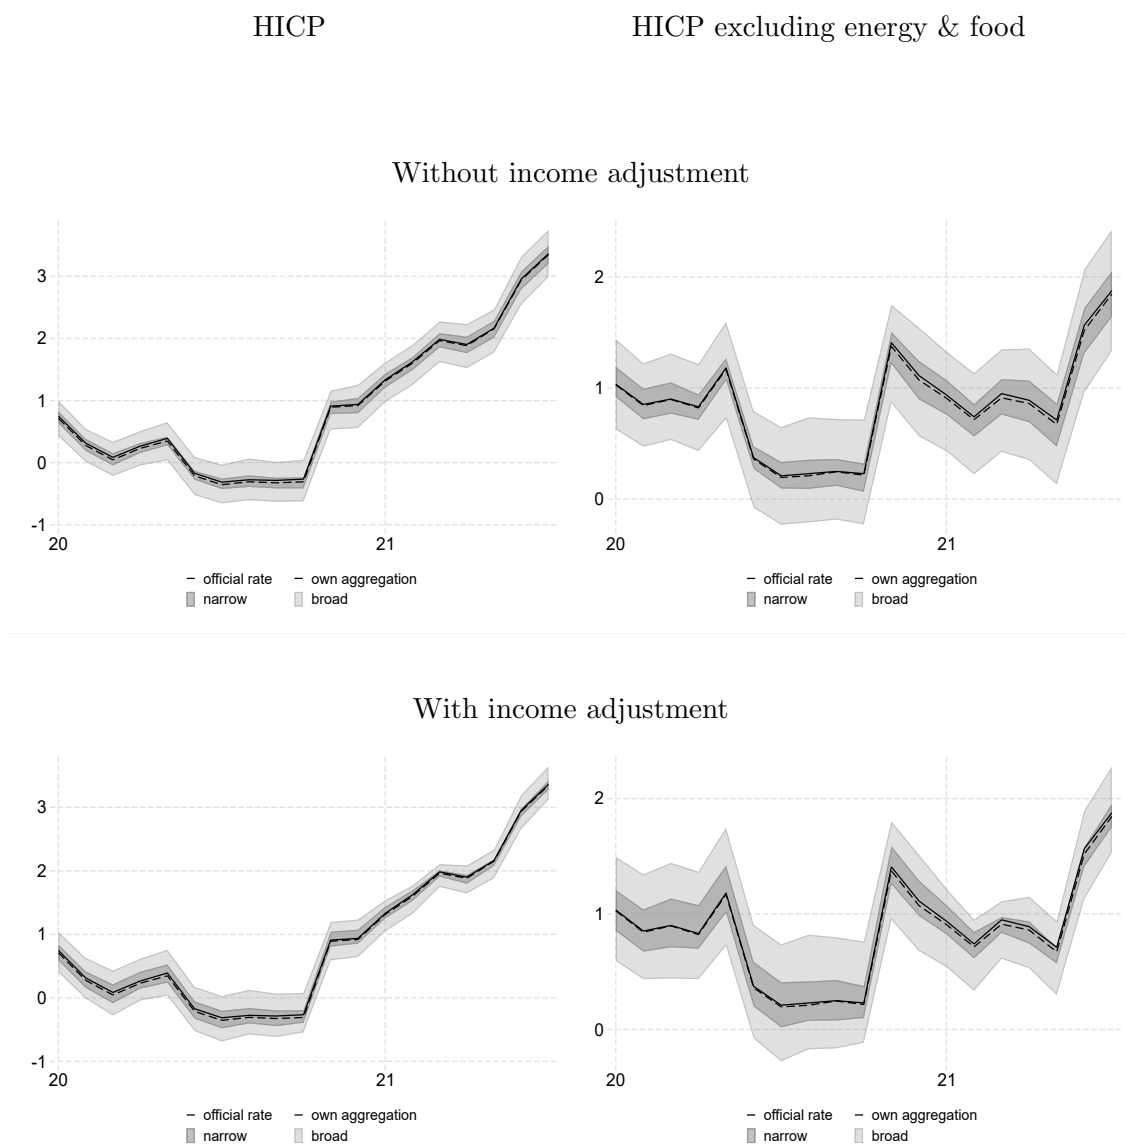 HICP HICP excluding energy & food
Without income adjustment
3
2
1
0
-1
20 21
2
1
0
20 21
official rate own aggregation
narrow broad
official rate own aggregation
narrow broad
With income adjustment
3
2
1
0
-1
20 21
2
1
0
20 21
official rate own aggregation
narrow broad
official rate own aggregation
narrow broad